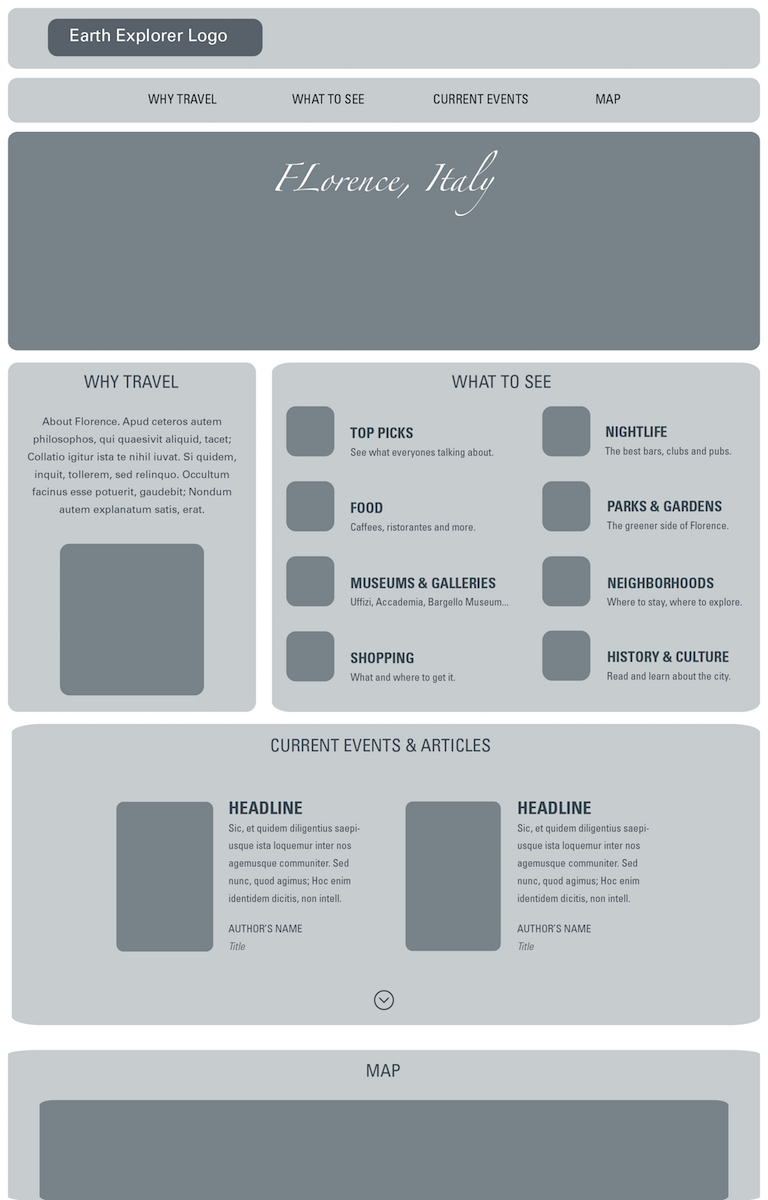 Earth Explorer Logo
WHY TRAVEL
WHAT TO SEE
CURRENT EVENTS
MAP
FLorence, Italy
WHY TRAVEL
About Florence. Apud ceteros autem
philosophos, qui quaesivit aliquid, tacet;
Collatio igitur ista te nihil iuvat. Si quidem,
inquit, tollerem, sed relinquo. Occultum
facinus esse potuerit, gaudebit; Nondum
autem explanatum satis, erat.
WHAT TO SEE
TOP PICKS
See what everyones talking about.
FOOD
Caffees, ristorantes and more.
MUSEUMS & GALLERIES
Uffizi, Accademia, Bargello Museum...
SHOPPING
What and where to get it.
NIGHTLIFE
The best bars, clubs and pubs.
PARKS & GARDENS
The greener side of Florence.
NEIGHBORHOODS
Where to stay, where to explore.
HISTORY & CULTURE
Read and learn about the city.
CURRENT EVENTS & ARTICLES
HEADLINE
Sic, et quidem diligentius saepi-
usque ista loquemur inter nos
agemusque communiter. Sed
nunc, quod agimus; Hoc enim
identidem dicitis, non intell.
AUTHOR'S NAME
Title
HEADLINE
Sic, et quidem diligentius saepi-
usque ista loquemur inter nos
agemusque communiter. Sed
nunc, quod agimus; Hoc enim
identidem dicitis, non intell.
AUTHOR'S NAME
Title
MAP